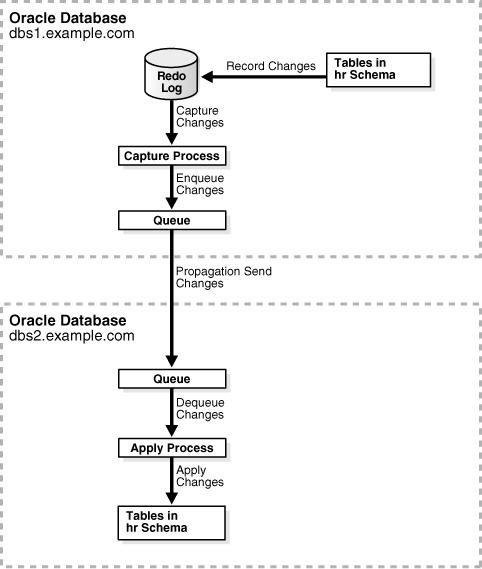 Oracle Database
dbs1.example.com
Record Changes
Tables in
hr Schema
Redo
Log
Capture
Changes
Capture Process
Enqueue
Changes
Queue
Propagation Send
Changes
Oracle Database
dbs2.example.com
Queue
Dequeue
Changes
Apply Process
Apply
Changes
Tables in
hr Schema